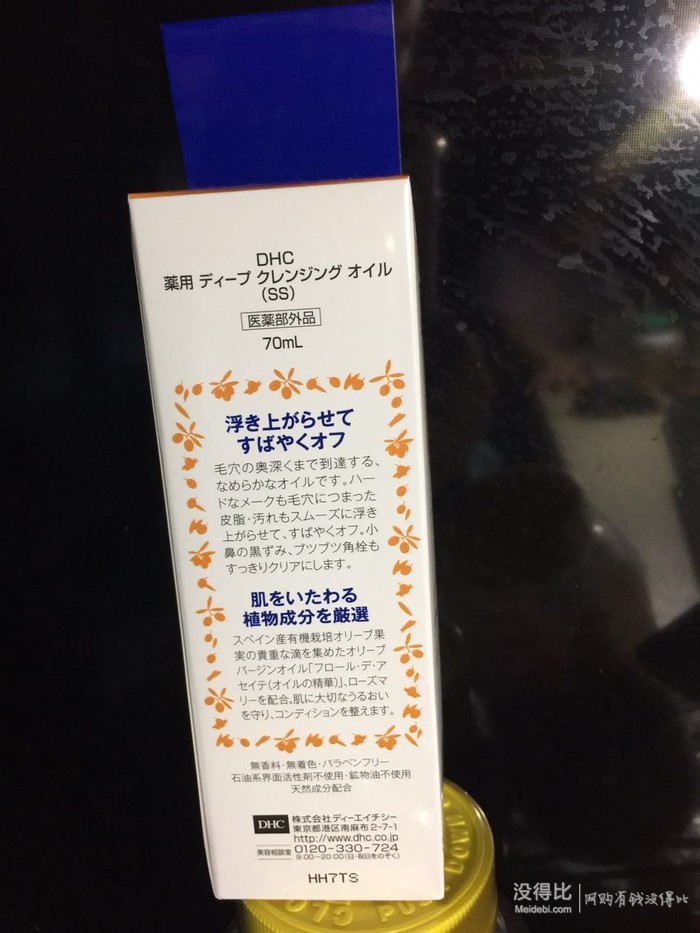 DHC
薬用 ディープ クレンジング オイル
(SS)
医薬部外品
70mL
浮き上がらせて
すばやくオフ
毛穴の奥深くまで到達する、
なめらかなオイルです。ハー
ドなメークも毛穴につまった
皮脂・汚れもスムーズに浮き
上がらせて、すばやくオフ。小
鼻の黒ずみ、ブツブツ角栓も
すっきりクリアにします。
肌をいたわる
植物成分を厳選
スペイン産有機栽培オリーブ果
実の貴重な滴を集めたオリーブ
バージンオイル「フロール・デ・ア
セイテ(オイルの精華)」、ローズマ
リーを配合。肌に大切なうるおい
を守り、コンディションを整えます。
無香料・無着色・パラベンフリー
石油系界面活性剤不使用・鉱物油不使用
天然成分配合
DHC 株式会社ディーエイチシー
東京都港区南麻布2-7-1
http://www.dhc.co.jp
美容相談室 0120-330-724
9:00~20:00(日・祝日をのぞく)
HH7TS
PUSH DOWN
CLO
没得比 网购有钱没得比
Meidebi.com